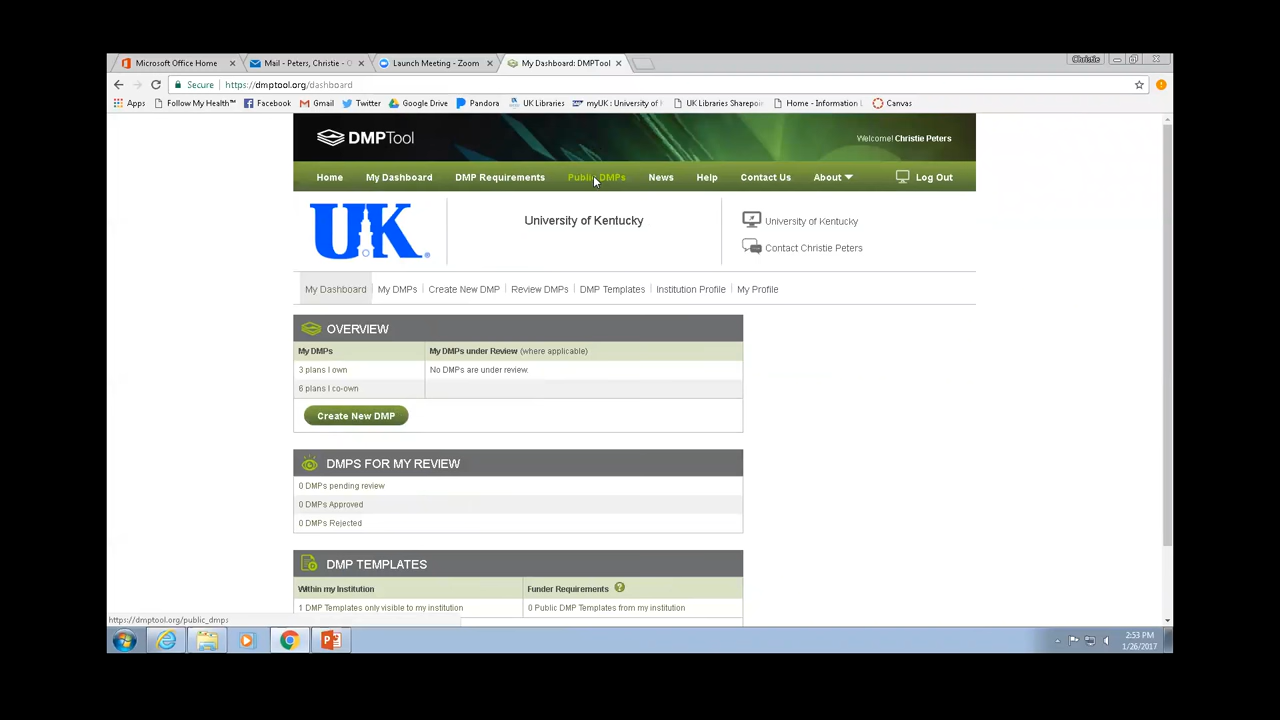 Microsoft Office Home
Mail - Peters, Christie - O
Launch Meeting - Zoom
My Dashboard: DMPTool
Christie
Secure
https://dmptool.org/dashboard
Apps
Follow My Health™
Facebook
Gmail
Twitter
Google Drive
Pandora
UK Libraries
myUK : University of
UK Libraries Sharepoi
Home - Information
Canvas
DMPTool
Welcome! Christie Peters
Home
My Dashboard
DMP Requirements
Public DMPs
News
Help
Contact Us
About
Log Out
UK®
University of Kentucky
University of Kentucky
Contact Christie Peters
My Dashboard
My DMPs
Create New DMP
Review DMPs
DMP Templates
Institution Profile
My Profile
OVERVIEW
My DMPs
My DMPs under Review (where applicable)
3 plans I own
No DMPs are under review.
6 plans I co-own
Create New DMP
DMPS FOR MY REVIEW
0 DMPs pending review
0 DMPs Approved
0 DMPs Rejected
DMP TEMPLATES
Within my Institution
Funder Requirements ?
1 DMP Templates only visible to my institution
0 Public DMP Templates from my institution
https://dmptool.org/public_dmps
2:53 PM
1/26/2017